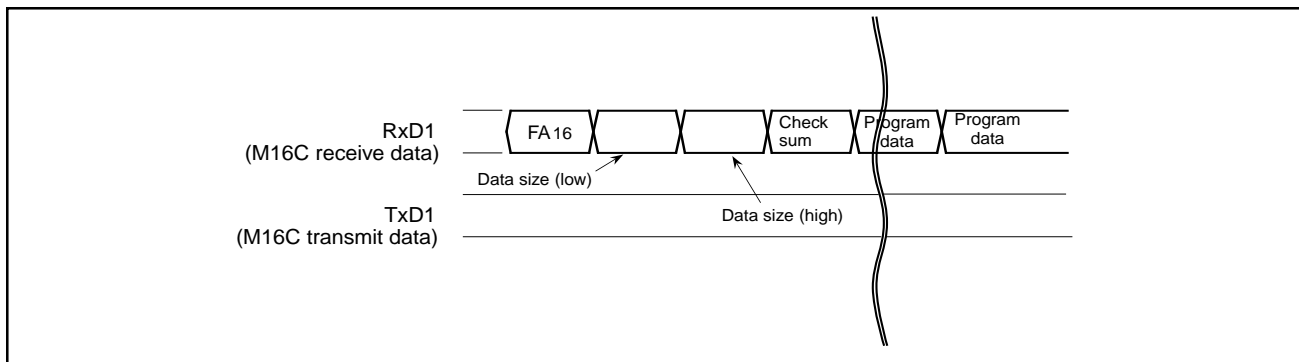 RxD1
(M16C receive data)
FA16
Check
sum
Program
data
Program
data
Data size (low)
Data size (high)
TxD1
(M16C transmit data)